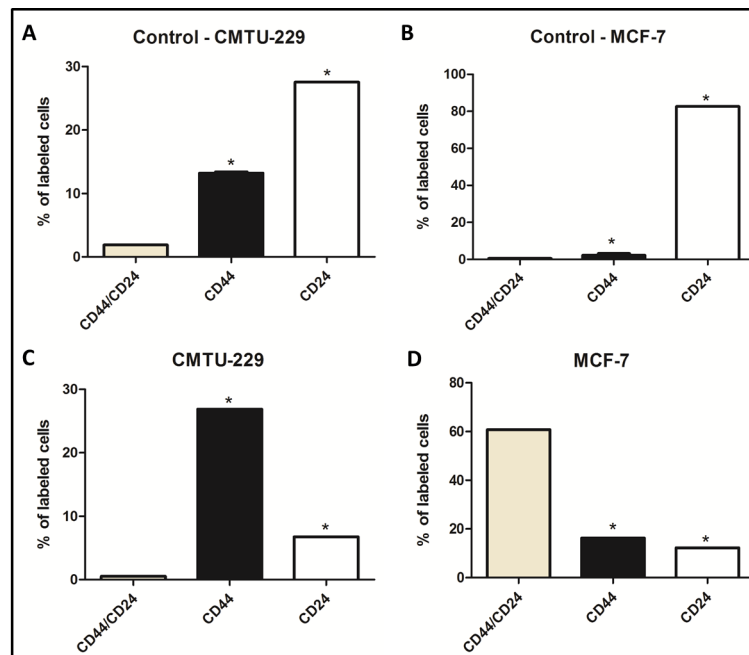 A
Control - CMTU-229
% of labeled cells
30
20
10
0
*
*
CD44/CD24
CD44
CD24
B
Control - MCF-7
% of labeled cells
100
80
60
40
20
0
*
*
CD44/CD24
CD44
CD24
C
CMTU-229
% of labeled cells
30
20
10
0
*
*
CD44/CD24
CD44
CD24
D
MCF-7
% of labeled cells
80
60
40
20
0
*
*
CD44/CD24
CD44
CD24